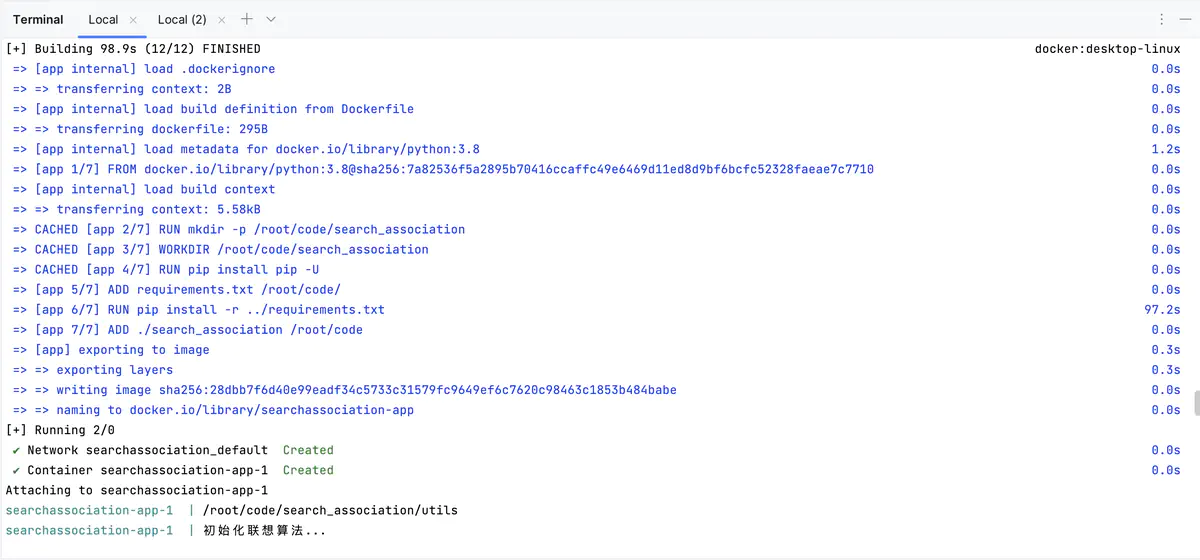 Terminal Local × Local (2) ×
[+] Building 98.9s (12/12) FINISHED docker:desktop-linux
=> [app internal] load .dockerignore 0.0s
=> => transferring context: 2B 0.0s
=> [app internal] load build definition from Dockerfile 0.0s
=> => transferring dockerfile: 295B 0.0s
=> [app internal] load metadata for docker.io/library/python:3.8 1.2s
=> [app 1/7] FROM docker.io/library/python:3.8@sha256:7a82536f5a2895b70416ccaffc49e6469d11ed8d9bf6bcfc52328faeae7c7710 0.0s
=> [app internal] load build context 0.0s
=> => transferring context: 5.58kB 0.0s
=> CACHED [app 2/7] RUN mkdir -p /root/code/search_association 0.0s
=> CACHED [app 3/7] WORKDIR /root/code/search_association 0.0s
=> CACHED [app 4/7] RUN pip install pip -U 0.0s
=> [app 5/7] ADD requirements.txt /root/code/ 0.0s
=> [app 6/7] RUN pip install -r ../requirements.txt 97.2s
=> [app 7/7] ADD ./search_association /root/code 0.0s
=> [app] exporting to image 0.3s
=> => exporting layers 0.3s
=> => writing image sha256:28dbb7f6d40e99eadf34c5733c31579fc9649ef6c7620c98463c1853b484babe 0.0s
=> => naming to docker.io/library/searchassociation-app 0.0s
[+] Running 2/0
✔ Network searchassociation_default Created 0.0s
✔ Container searchassociation-app-1 Created 0.0s
Attaching to searchassociation-app-1
searchassociation-app-1 | /root/code/search_association/utils
searchassociation-app-1 | 初始化联想算法...